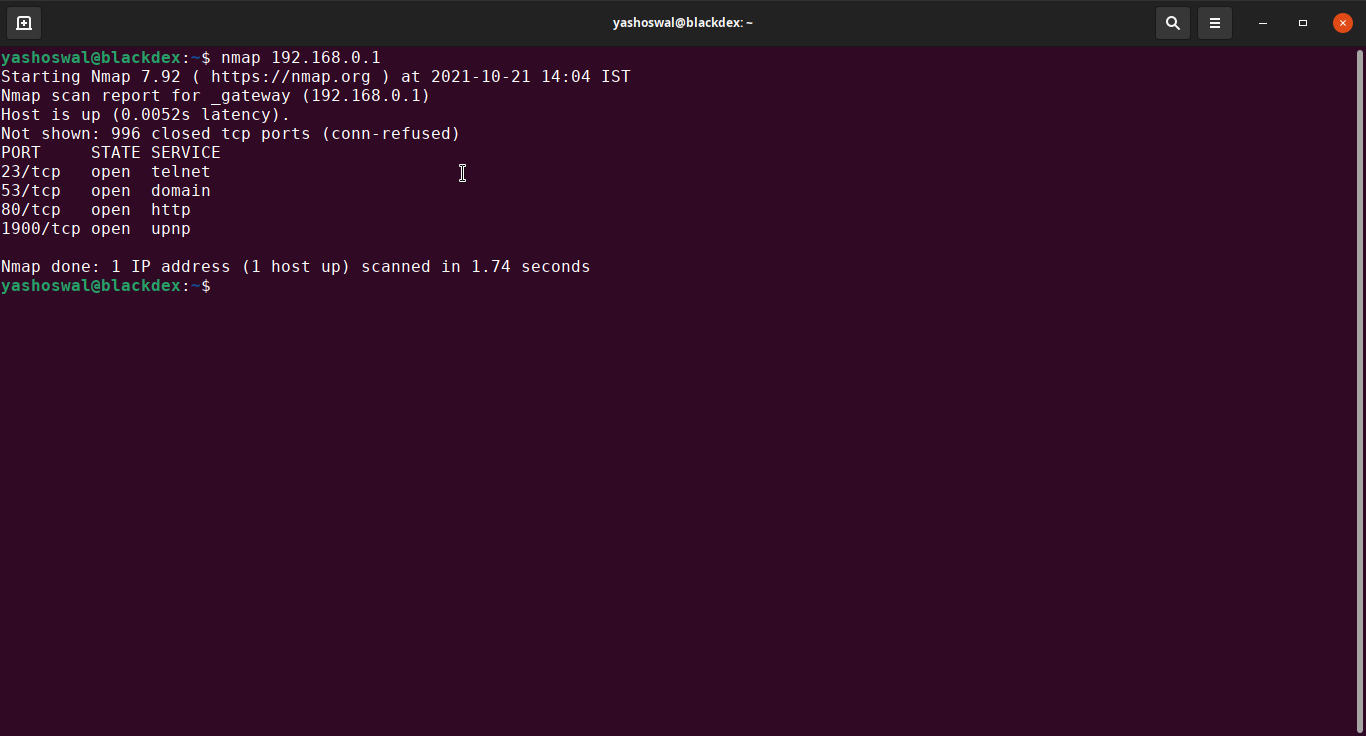 yashoswal@blackdex: ~
yashoswal@blackdex:~$ nmap 192.168.0.1
Starting Nmap 7.92 ( https://nmap.org ) at 2021-10-21 14:04 IST
Nmap scan report for _gateway (192.168.0.1)
Host is up (0.0052s latency).
Not shown: 996 closed tcp ports (conn-refused)
PORT     STATE SERVICE
23/tcp   open  telnet
53/tcp   open  domain
80/tcp   open  http
1900/tcp open  upnp
Nmap done: 1 IP address (1 host up) scanned in 1.74 seconds
yashoswal@blackdex:~$